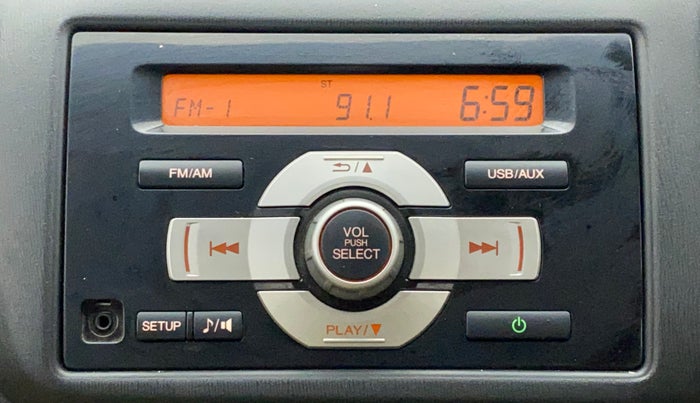 ST
FM-1 91.1 6:59
FM/AM
USB/AUX
VOL
PUSH
SELECT
SETUP
PLAY/